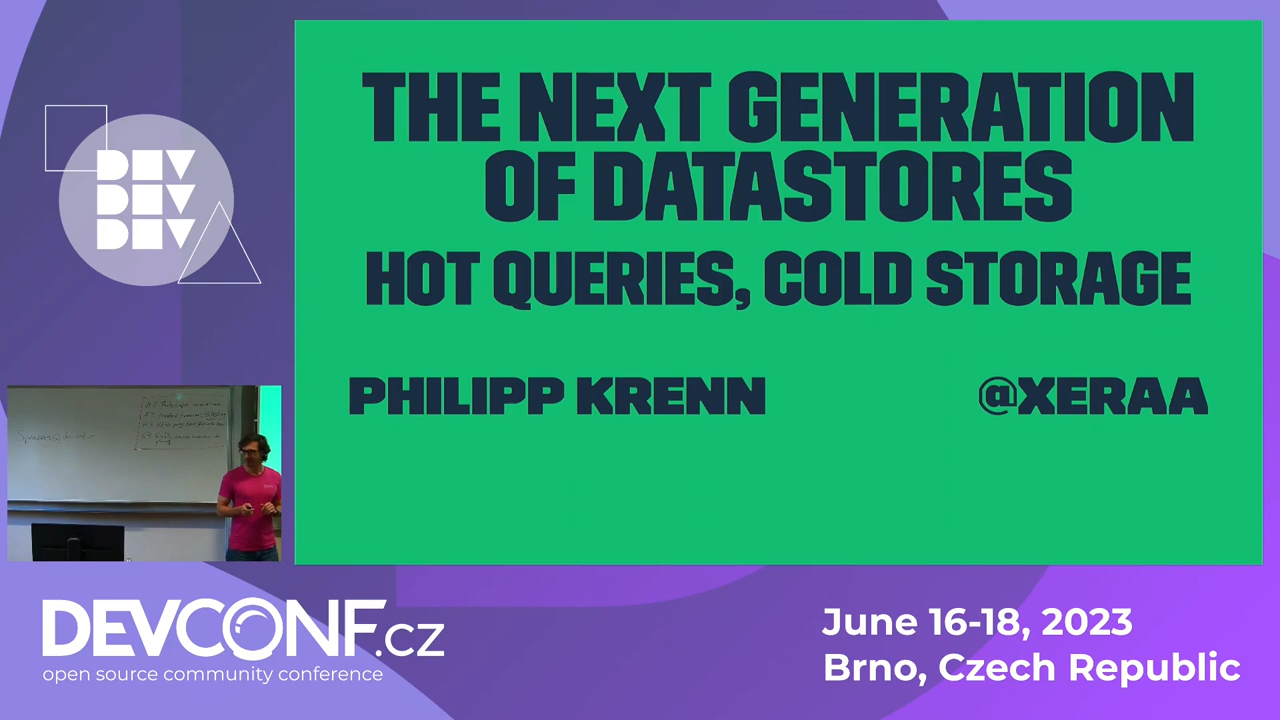 THE NEXT GENERATION
OF DATASTORES
HOT QUERIES, COLD STORAGE
PHILIPP KRENN
@XERAA
DEV
DEV
DEV
DEVCONF.cz
open source community conference
June 16-18, 2023
Brno, Czech Republic